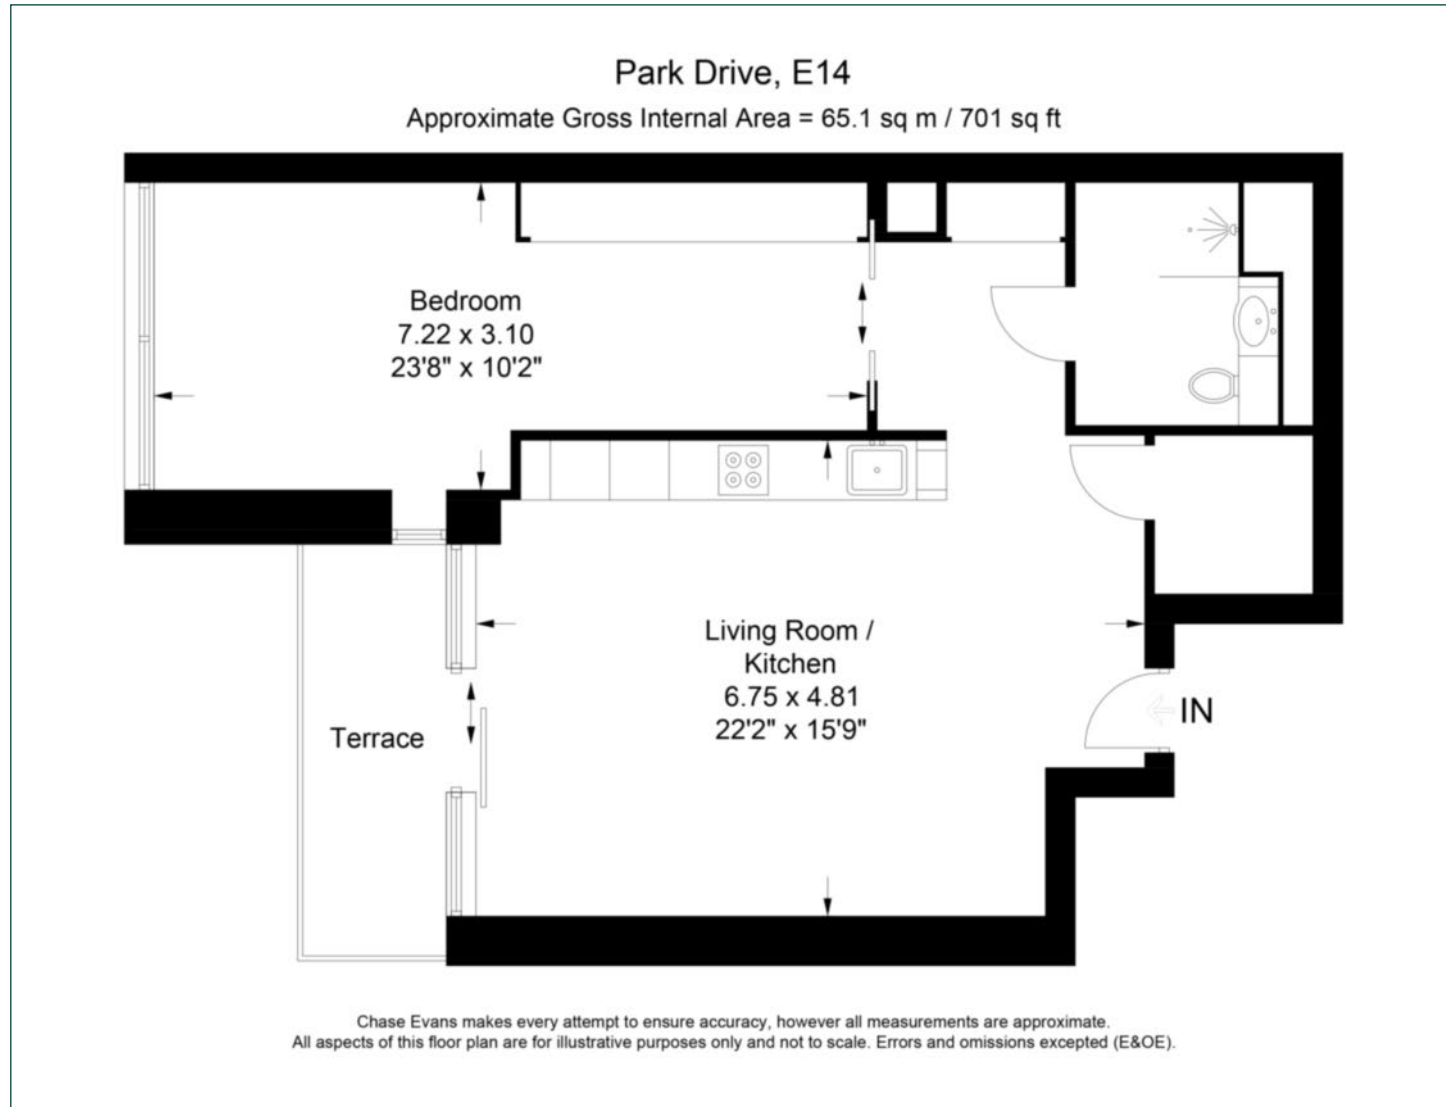 Park Drive, E14
Approximate Gross Internal Area = 65.1 sq m / 701 sq ft
Bedroom
7.22 x 3.10
23'8" x 10'2"
Living Room /
Kitchen
6.75 x 4.81
22'2" x 15'9"
IN
Terrace
Chase Evans makes every attempt to ensure accuracy, however all measurements are approximate.
All aspects of this floor plan are for illustrative purposes only and not to scale. Errors and omissions excepted (E&OE).